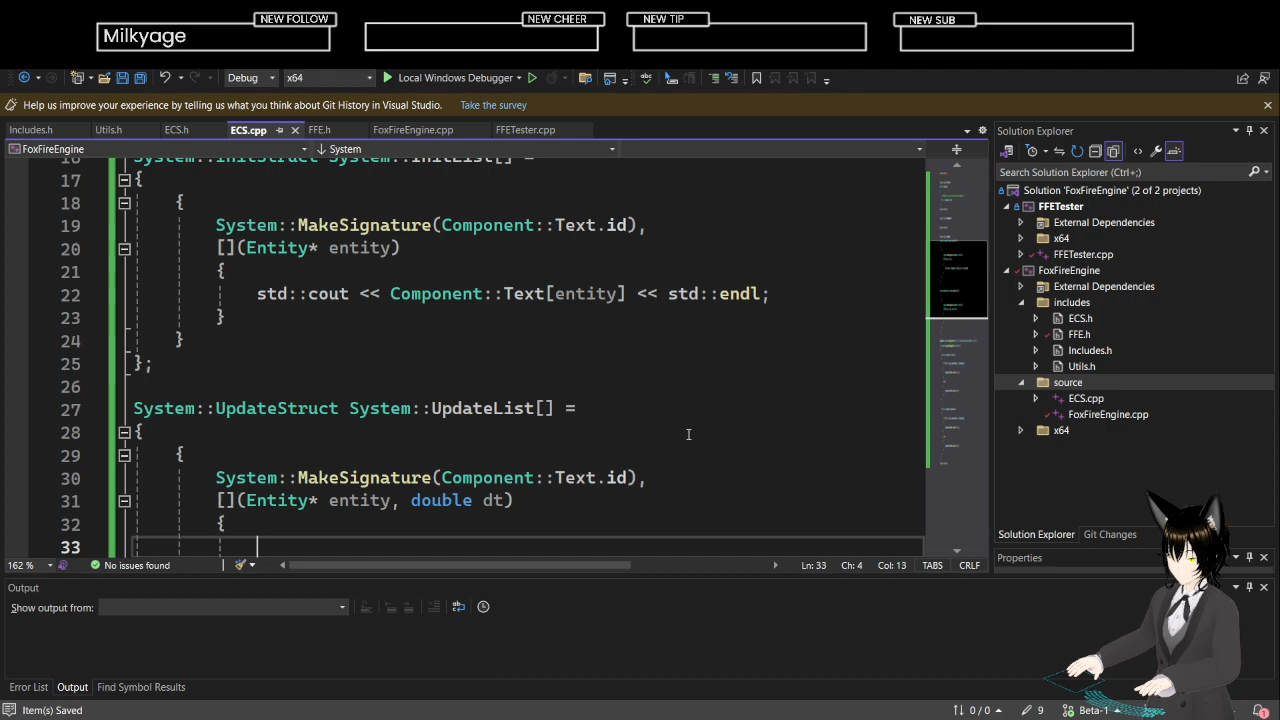 NEW FOLLOW
Milkyage
NEW CHEER
NEW TIP
NEW SUB
Debug
x64
Local Windows Debugger
Help us improve your experience by telling us what you think about Git History in Visual Studio. Take the survey
Includes.h
Utils.h
ECS.h
ECS.cpp
FFE.h
FoxFireEngine.cpp
FFETester.cpp
FoxFireEngine
System
System::InitStruct System::InitList[] =
17 {
18 {
19 System::MakeSignature(Component::Text.id),
20 [](Entity* entity)
21 {
22 std::cout << Component::Text[entity] << std::endl;
23 }
24 }
25 };
26
27 System::UpdateStruct System::UpdateList[] =
28 {
29 {
30 System::MakeSignature(Component::Text.id),
31 [](Entity* entity, double dt)
32 {
33
162 %
No issues found
Ln: 33
Ch: 4
Col: 13
TABS
CRLF
Output
Show output from:
Error List
Output
Find Symbol Results
Item(s) Saved
0 / 0
9
Beta-1
1
Solution Explorer
Search Solution Explorer (Ctrl+;)
Solution 'FoxFireEngine' (2 of 2 projects)
FFETester
External Dependencies
x64
FFETester.cpp
FoxFireEngine
External Dependencies
includes
ECS.h
FFE.h
Includes.h
Utils.h
source
ECS.cpp
FoxFireEngine.cpp
x64
Solution Explorer
Git Changes
Properties